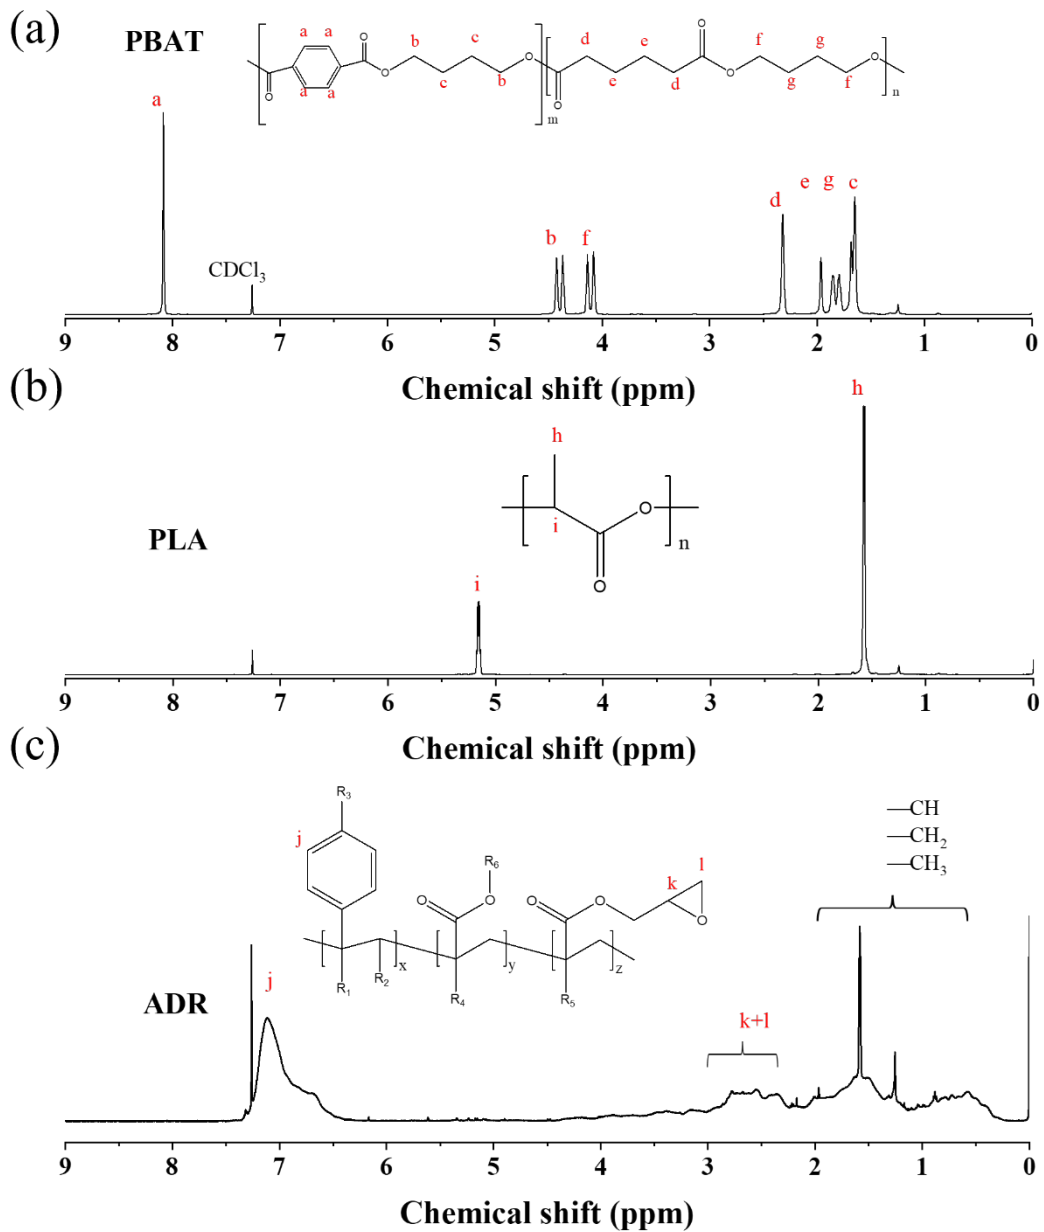 (a)
PBAT
a a b c d e f g
O O O O
O O O O
a a c b e d g f
m n
a
CDCl3
b f d e g c
9 8 7 6 5 4 3 2 1 0
Chemical shift (ppm)
(b)
h
h
PLA
O
i
n
O
i
9 8 7 6 5 4 3 2 1 0
Chemical shift (ppm)
(c)
R3
—CH
—CH2
—CH3
j
R6
l
k
O O O O
O
x y z
R1 R2 R4 R5
ADR
j
k+l
9 8 7 6 5 4 3 2 1 0
Chemical shift (ppm)